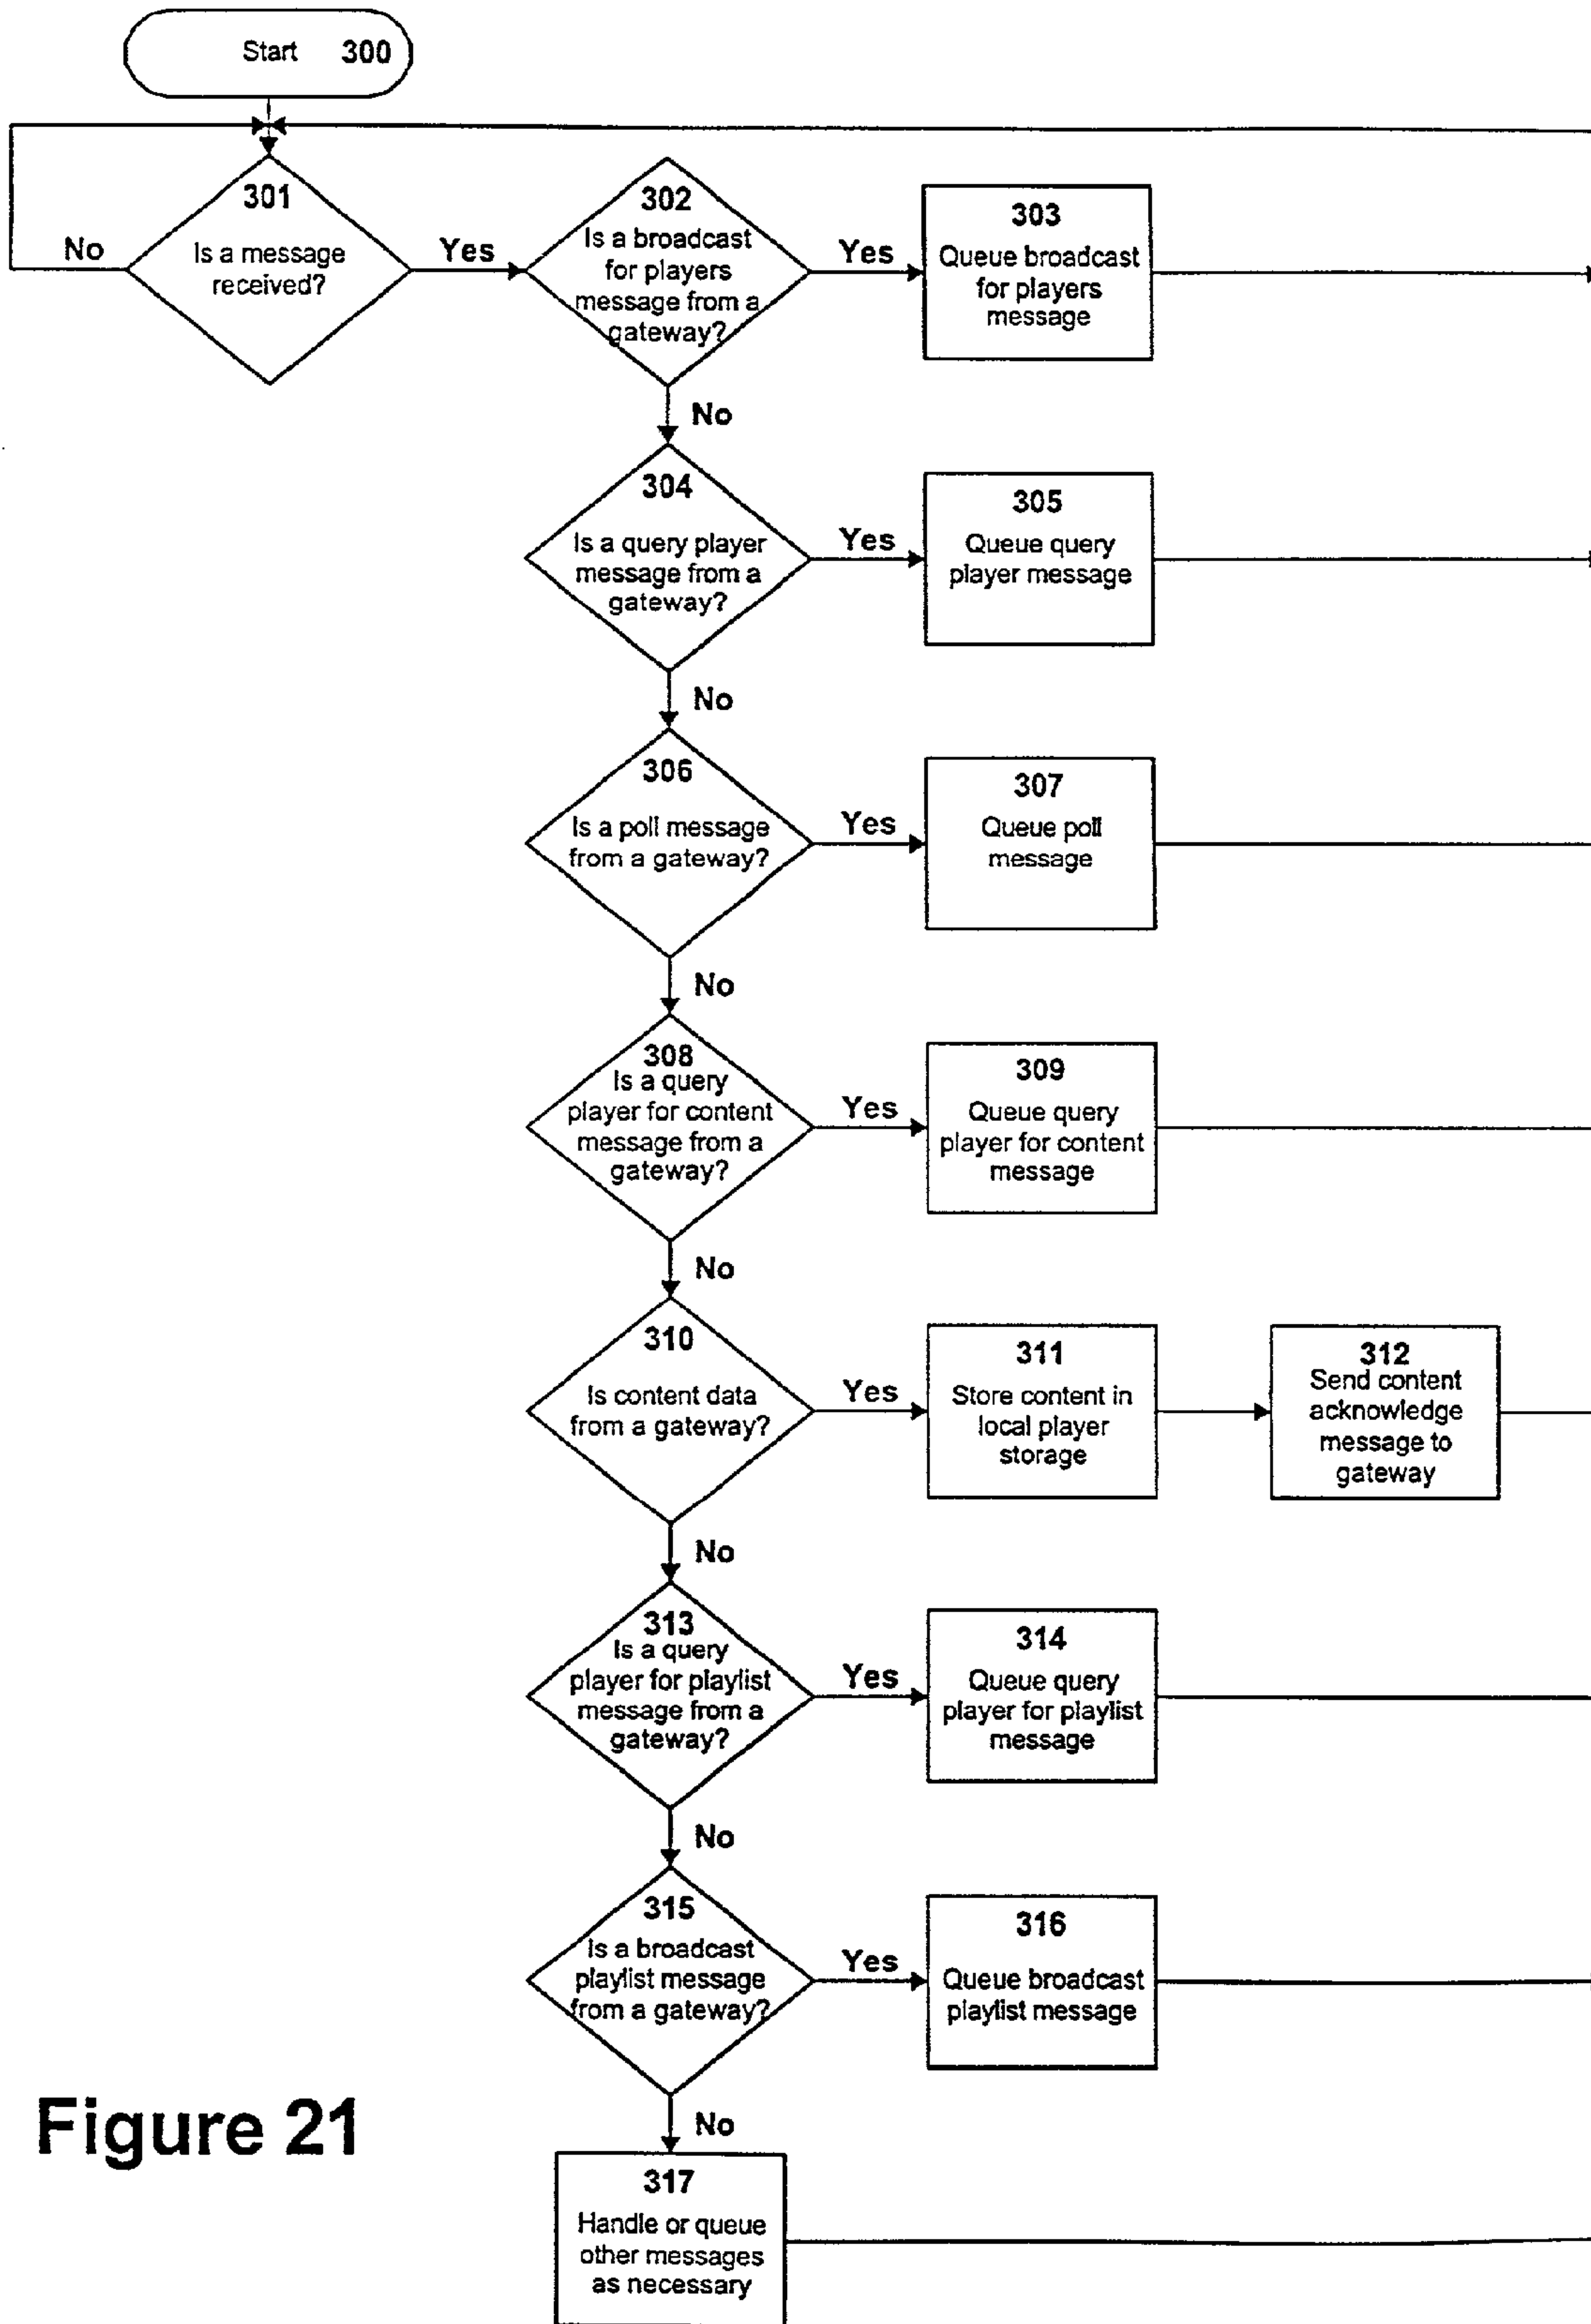 Start 300
301
Is a message
received?
No
Yes
302
Is a broadcast
for players
message from a
gateway?
Yes
303
Queue broadcast
for players
message
No
304
Is a query player
message from a
gateway?
Yes
305
Queue query
player message
No
306
Is a poll message
from a gateway?
Yes
307
Queue poll
message
No
308
Is a query
player for content
message from a
gateway?
Yes
309
Queue query
player for content
message
No
310
Is content data
from a gateway?
Yes
311
Store content in
local player
storage
312
Send content
acknowledge
message to
gateway
No
313
Is a query
player for playlist
message from a
gateway?
Yes
314
Queue query
player for playlist
message
No
315
Is a broadcast
playlist message
from a gateway?
Yes
316
Queue broadcast
playlist message
No
317
Handle or queue
other messages
as necessary
Figure 21